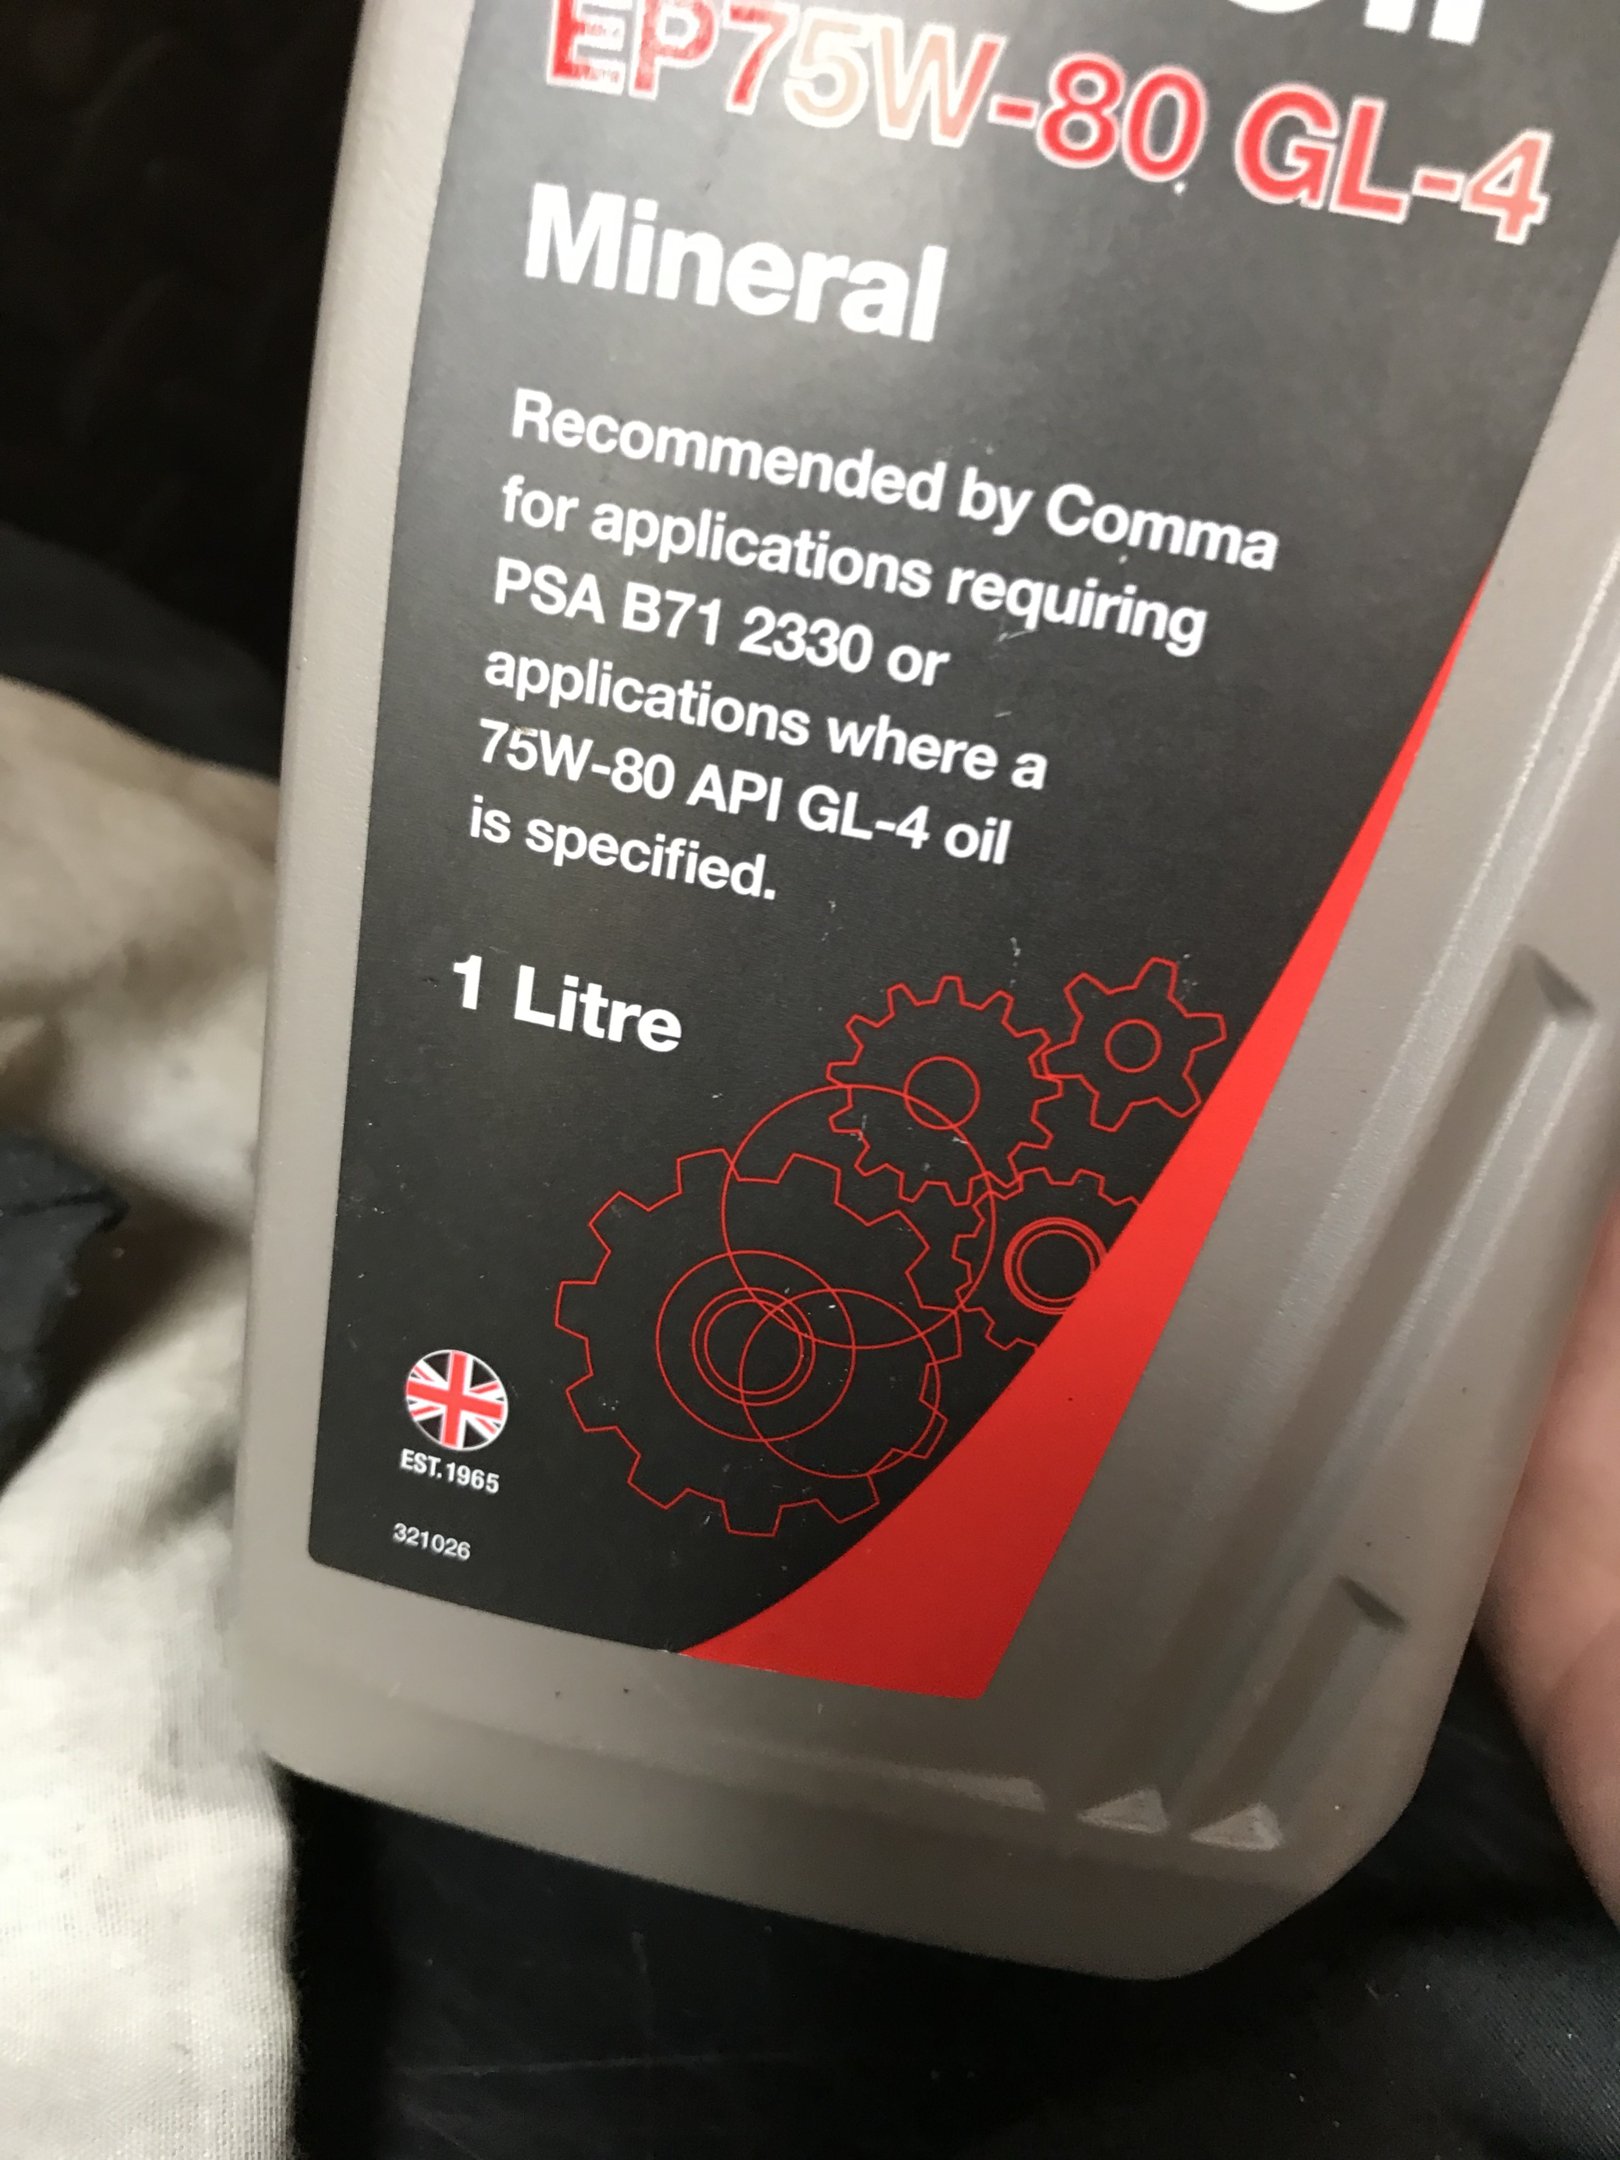 EP75W-80 GL-4
Mineral
Recommended by Comma
for applications requiring
PSA B71 2330 or
applications where a
75W-80 API GL-4 oil
is specified.
1 Litre
EST.1965
321026